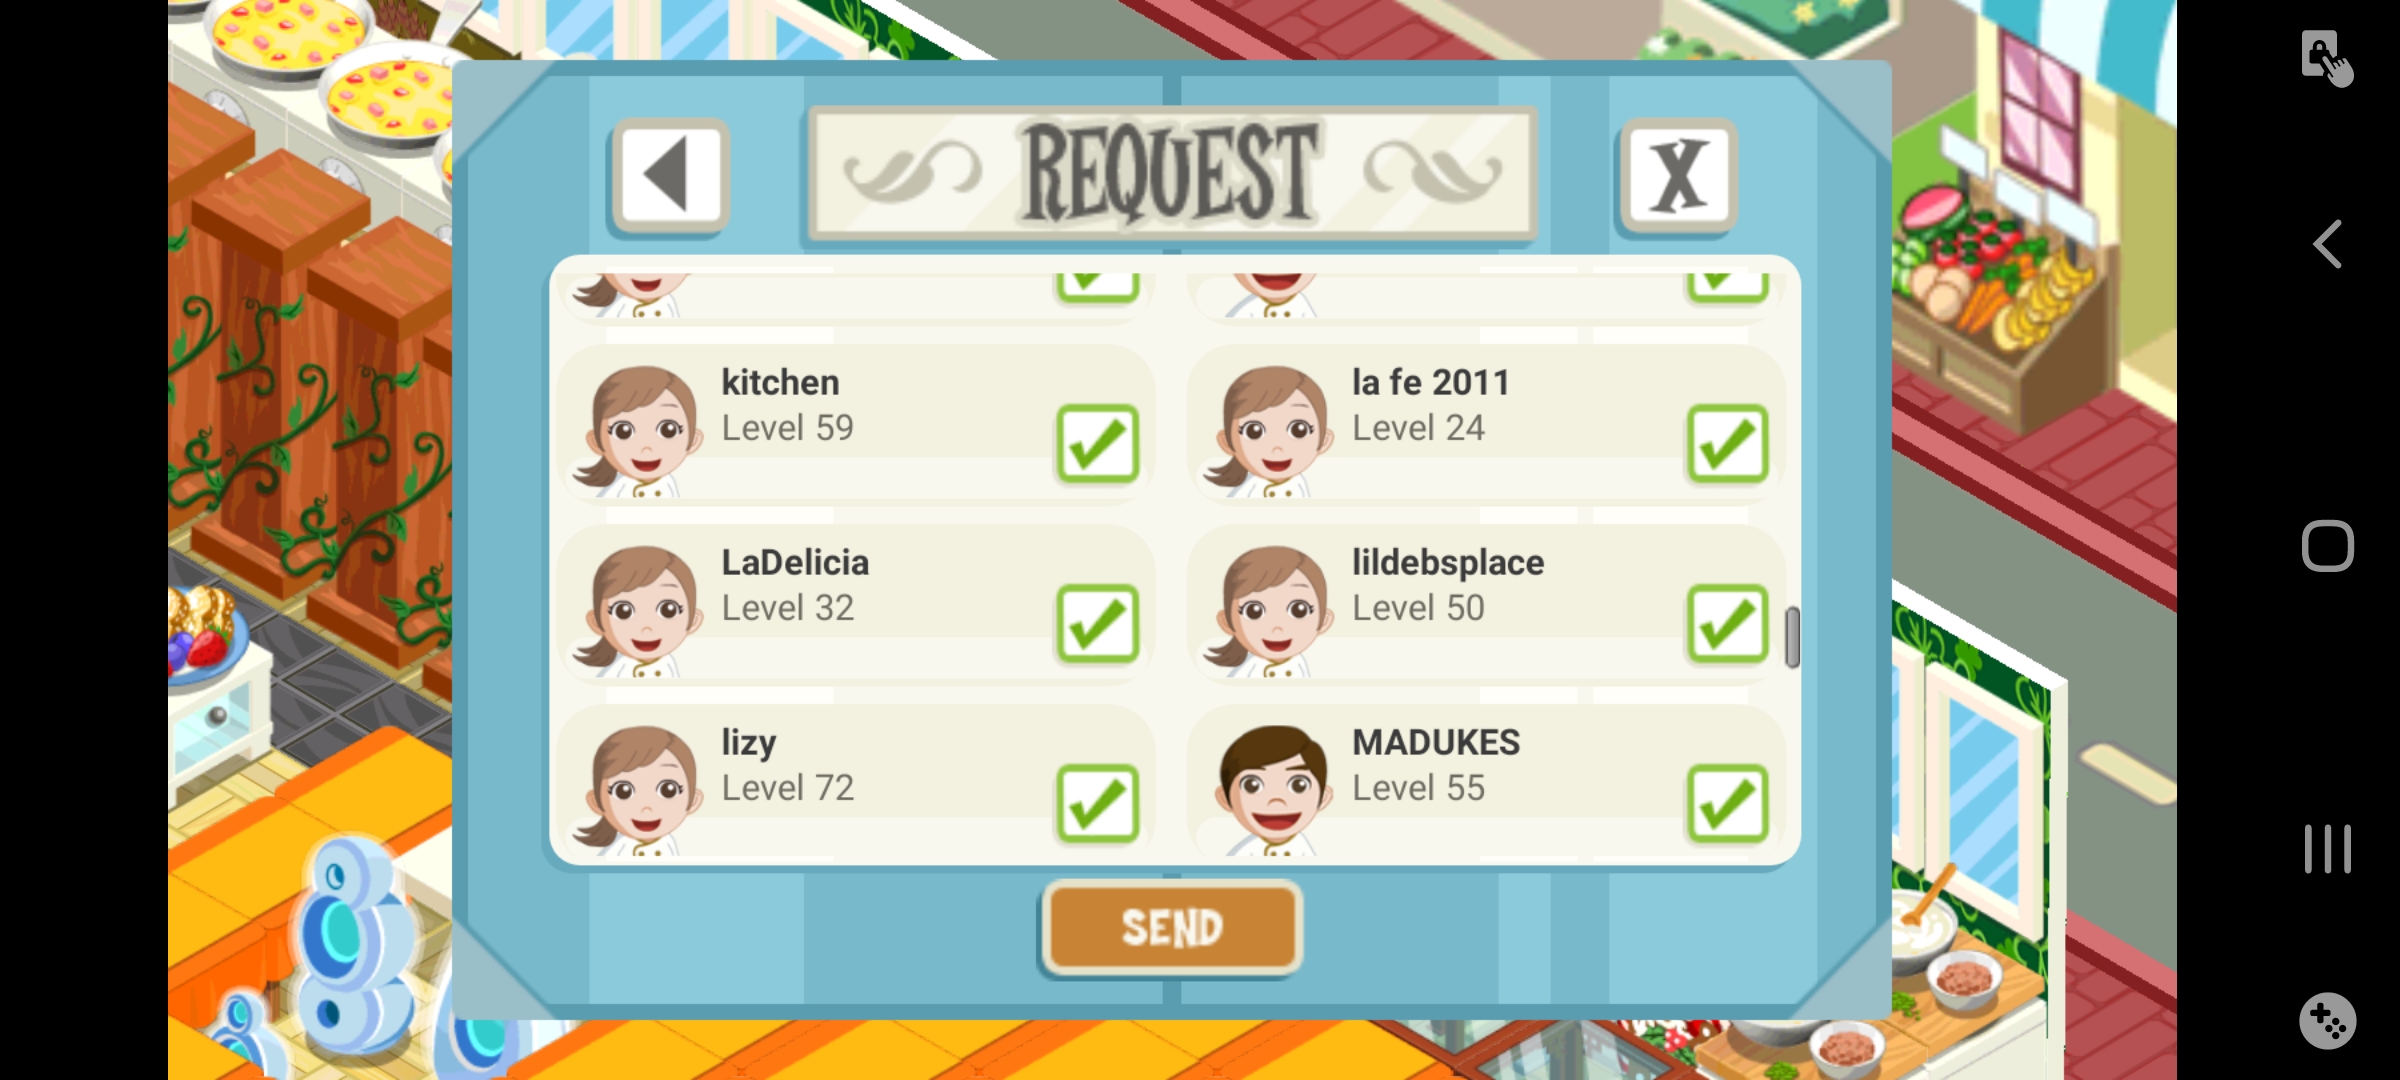 REQUEST
X
kitchen
Level 59
la fe 2011
Level 24
LaDelicia
Level 32
lildebsplace
Level 50
lizy
Level 72
MADUKES
Level 55
SEND